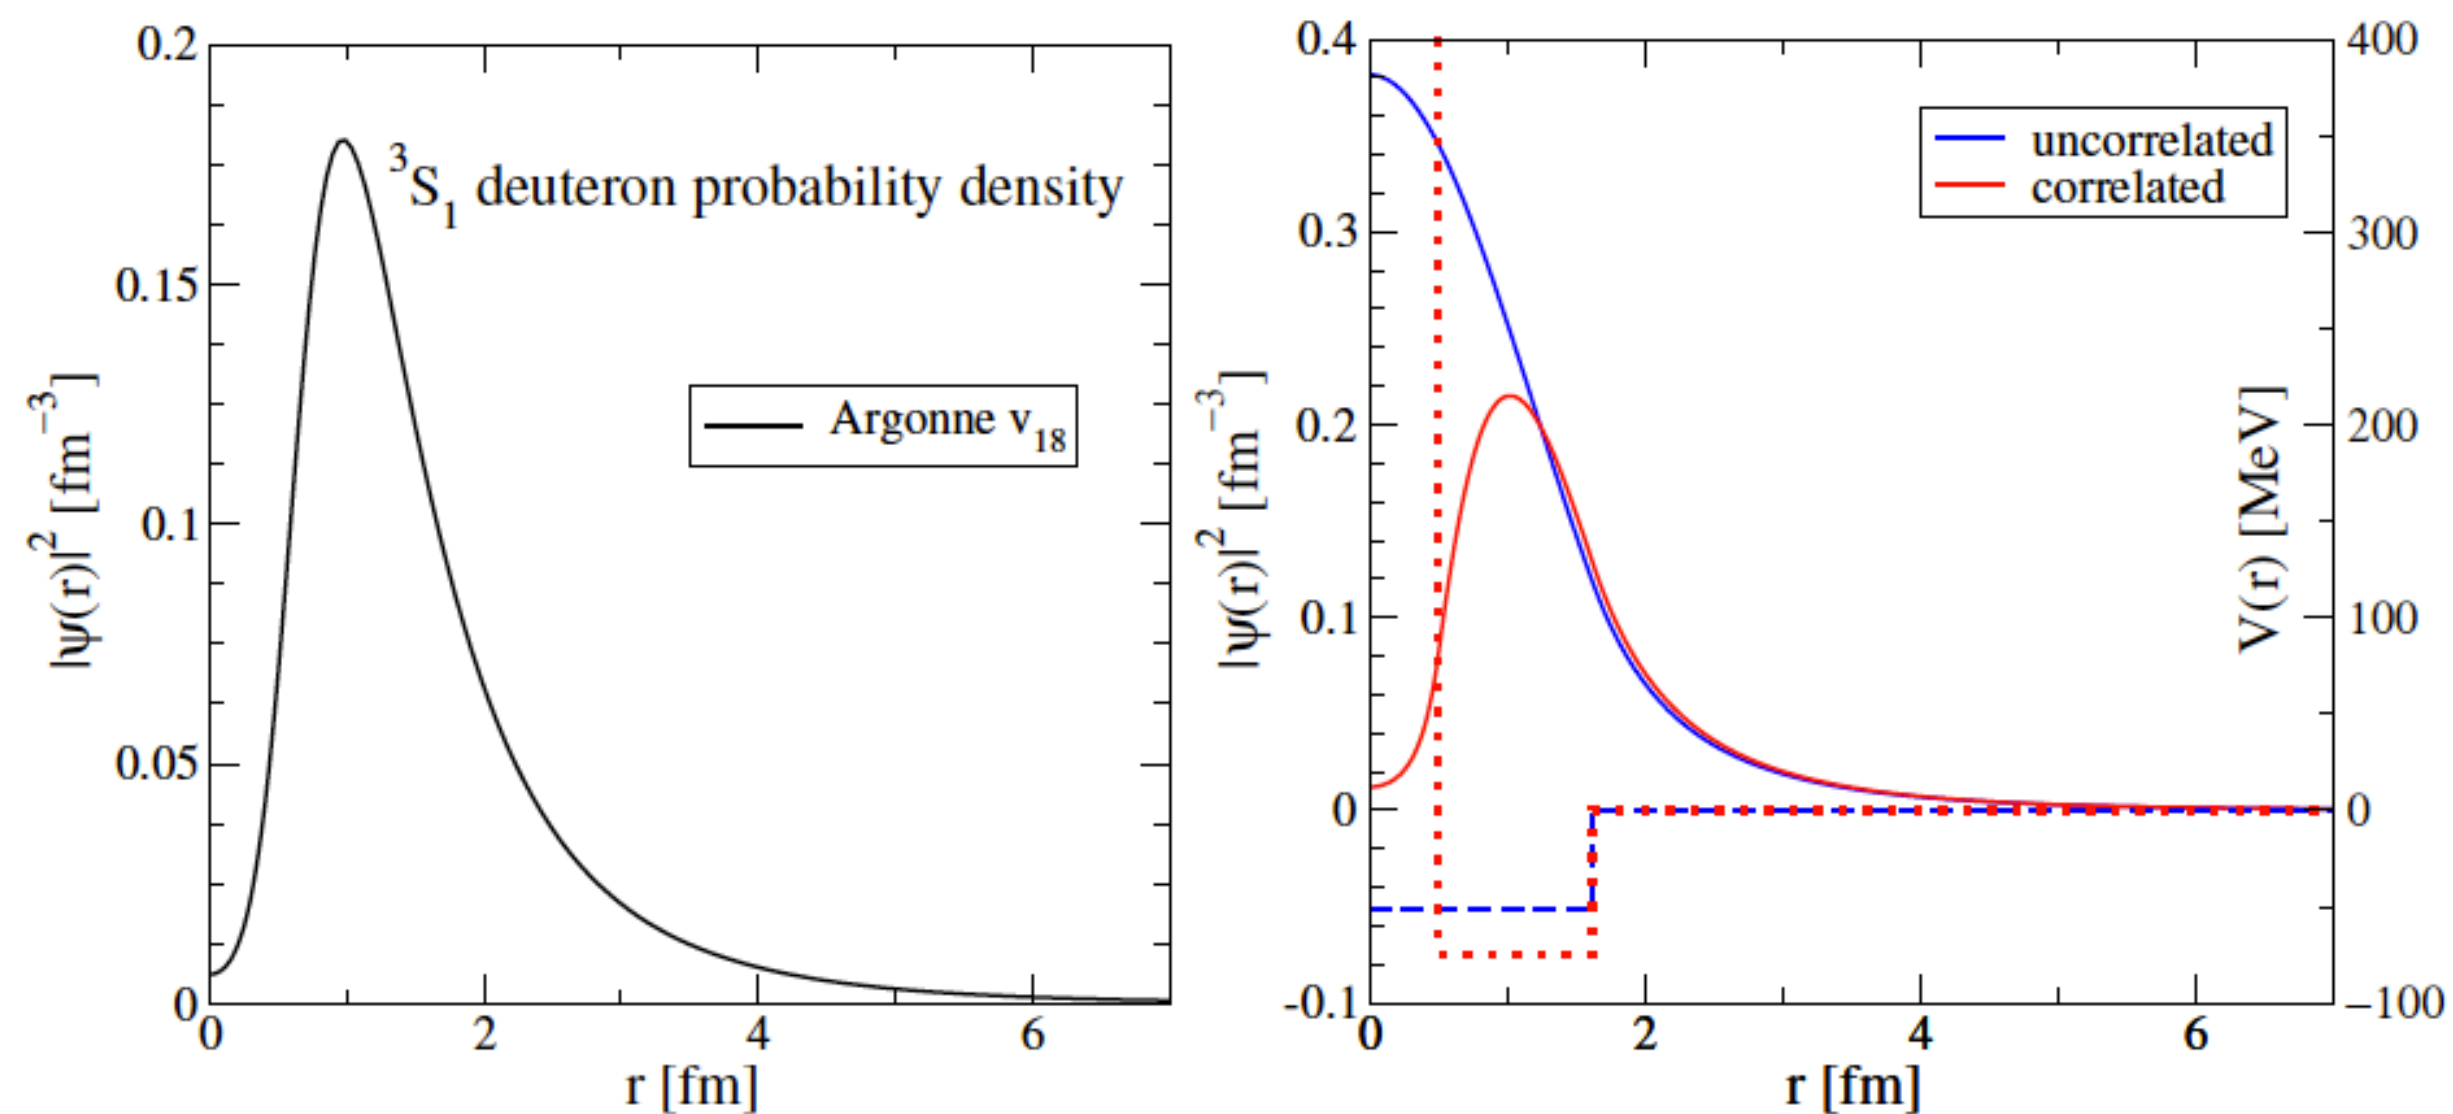 0.2
0.15
0.1
0.05
0
|ψ(r)|² [fm⁻³]
³S₁ deuteron probability density
Argonne v₁₈
0 2 4 6
r [fm]
0.4
0.3
0.2
0.1
0
-0.1
|ψ(r)|² [fm⁻³]
uncorrelated
correlated
400
300
200
100
0
−100
V(r) [MeV]
0 2 4 6
r [fm]